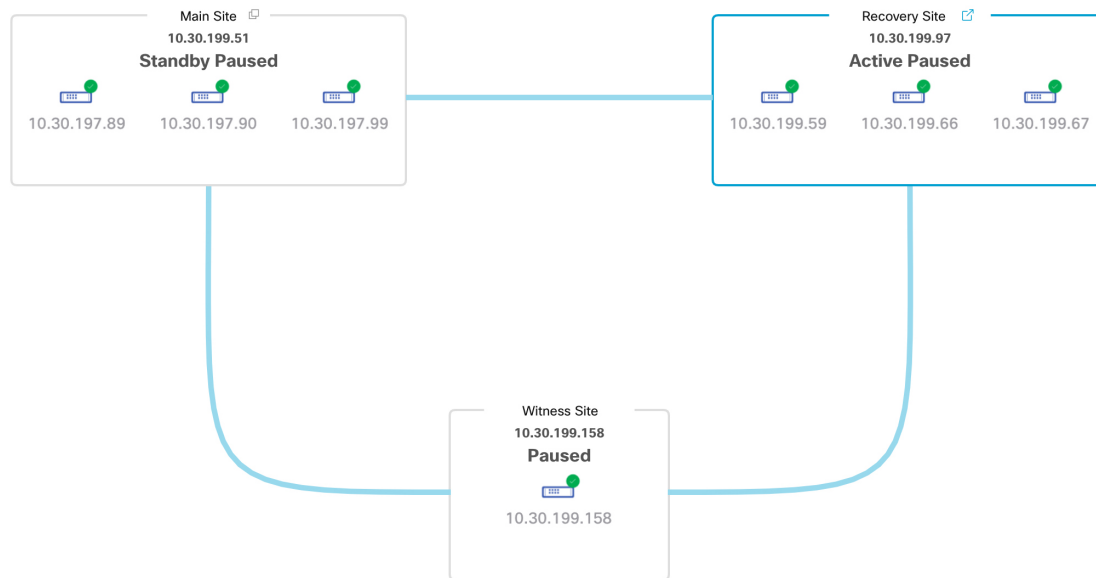 Main Site
10.30.199.51
Standby Paused
10.30.197.89 10.30.197.90 10.30.197.99
Recovery Site
10.30.199.97
Active Paused
10.30.199.59 10.30.199.66 10.30.199.67
Witness Site
10.30.199.158
Paused
10.30.199.158